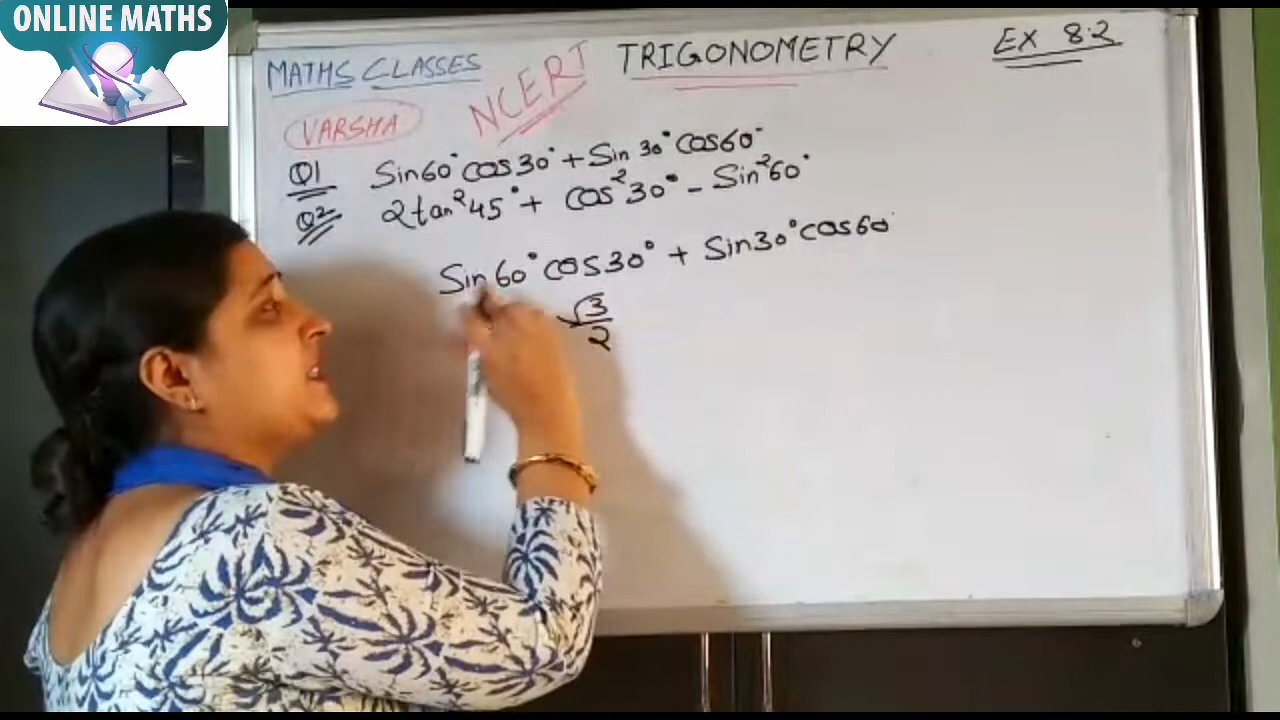 ONLINE MATHS
MATHS CLASSES
NCERT
TRIGONOMETRY
EX 8.2
VARSHA
Q1 Sin60° cos30° + Sin 30° cos60°
Q2 2tan²45° + cos²30° - Sin²60°
Sin60° cos30° + Sin30° cos60°
√3/2